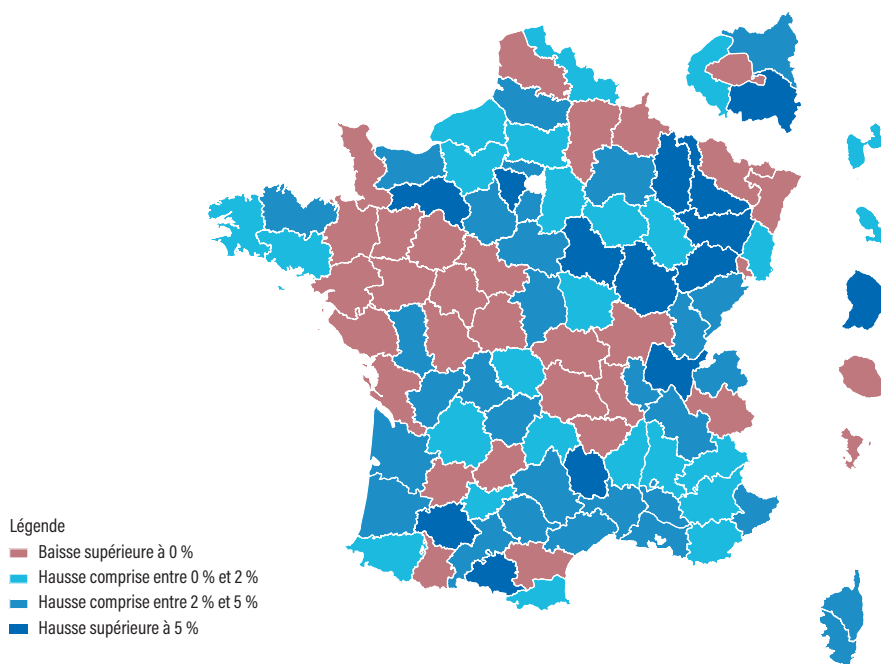 Légende
Baisse supérieure à 0 %
Hausse comprise entre 0 % et 2 %
Hausse comprise entre 2 % et 5 %
Hausse supérieure à 5 %